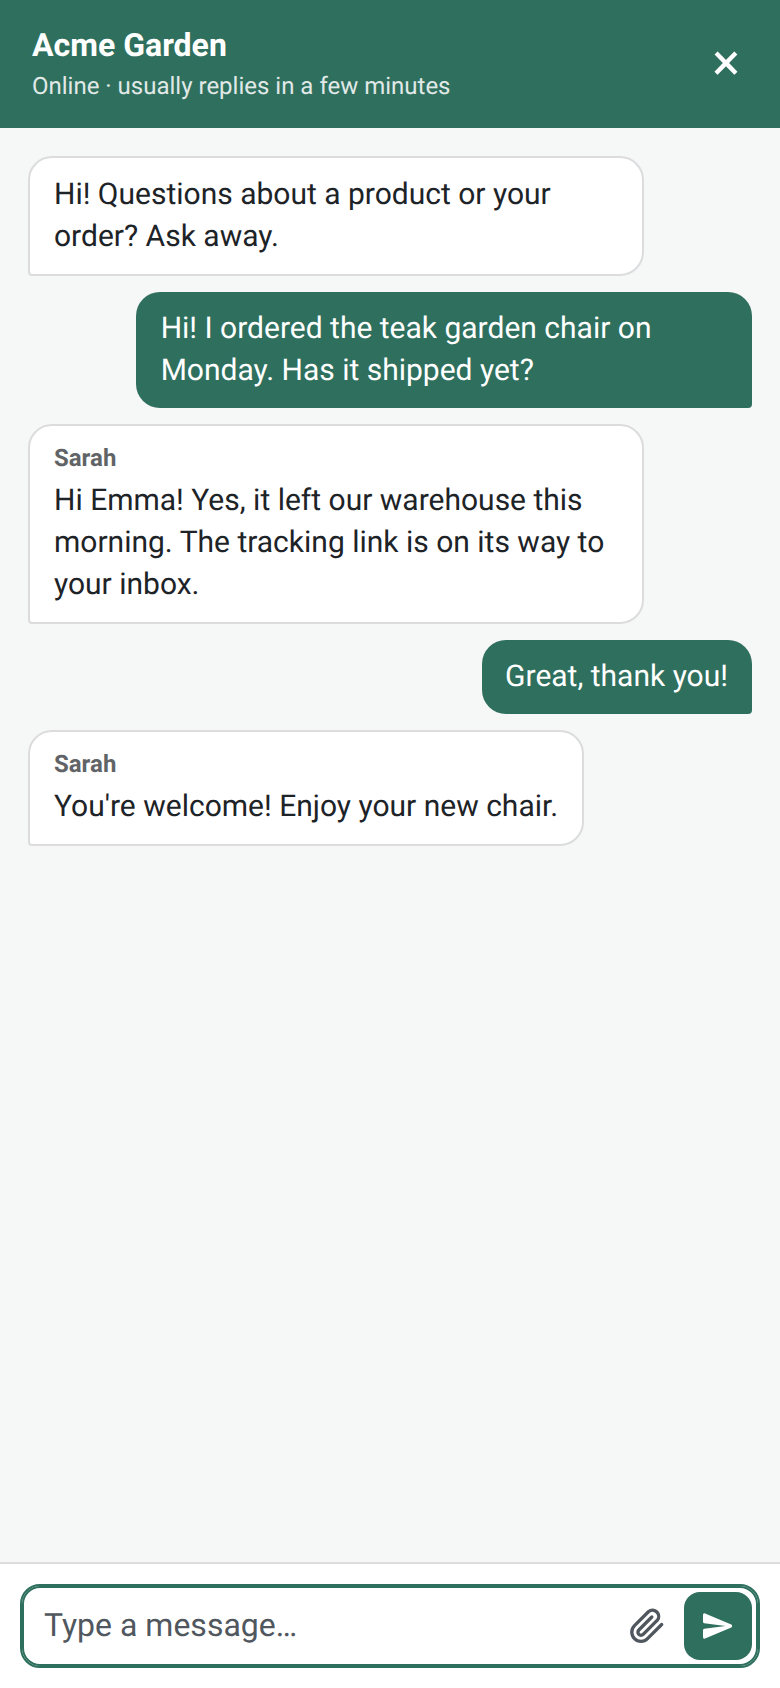 Acme Garden
Online · usually replies in a few minutes
Hi! Questions about a product or your
order? Ask away.
Hi! I ordered the teak garden chair on
Monday. Has it shipped yet?
Sarah
Hi Emma! Yes, it left our warehouse this
morning. The tracking link is on its way to
your inbox.
Great, thank you!
Sarah
You're welcome! Enjoy your new chair.
Type a message…